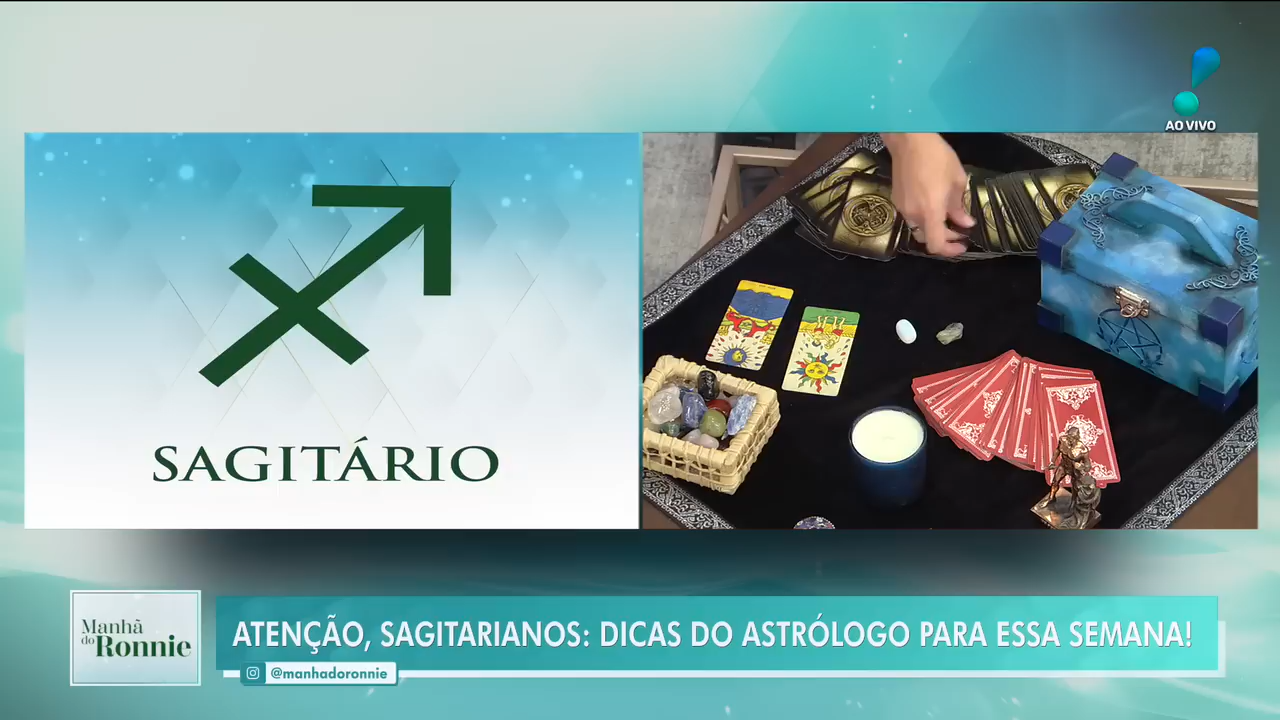 AO VIVO
SAGITÁRIO
Manhã
do Ronnie
ATENÇÃO, SAGITARIANOS: DICAS DO ASTRÓLOGO PARA ESSA SEMANA!
@manhadoronnie